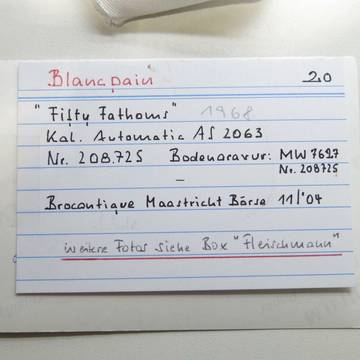 Blancpain 20
"Fifty Fathoms" 1968
Kal. Automatic AS 2063
Nr. 208.725 Bodengravur: MW 7627
Nr. 208725
–
Brocantique Maastricht Börse 11/'04
weitere Fotos siehe Box "Fleischmann"